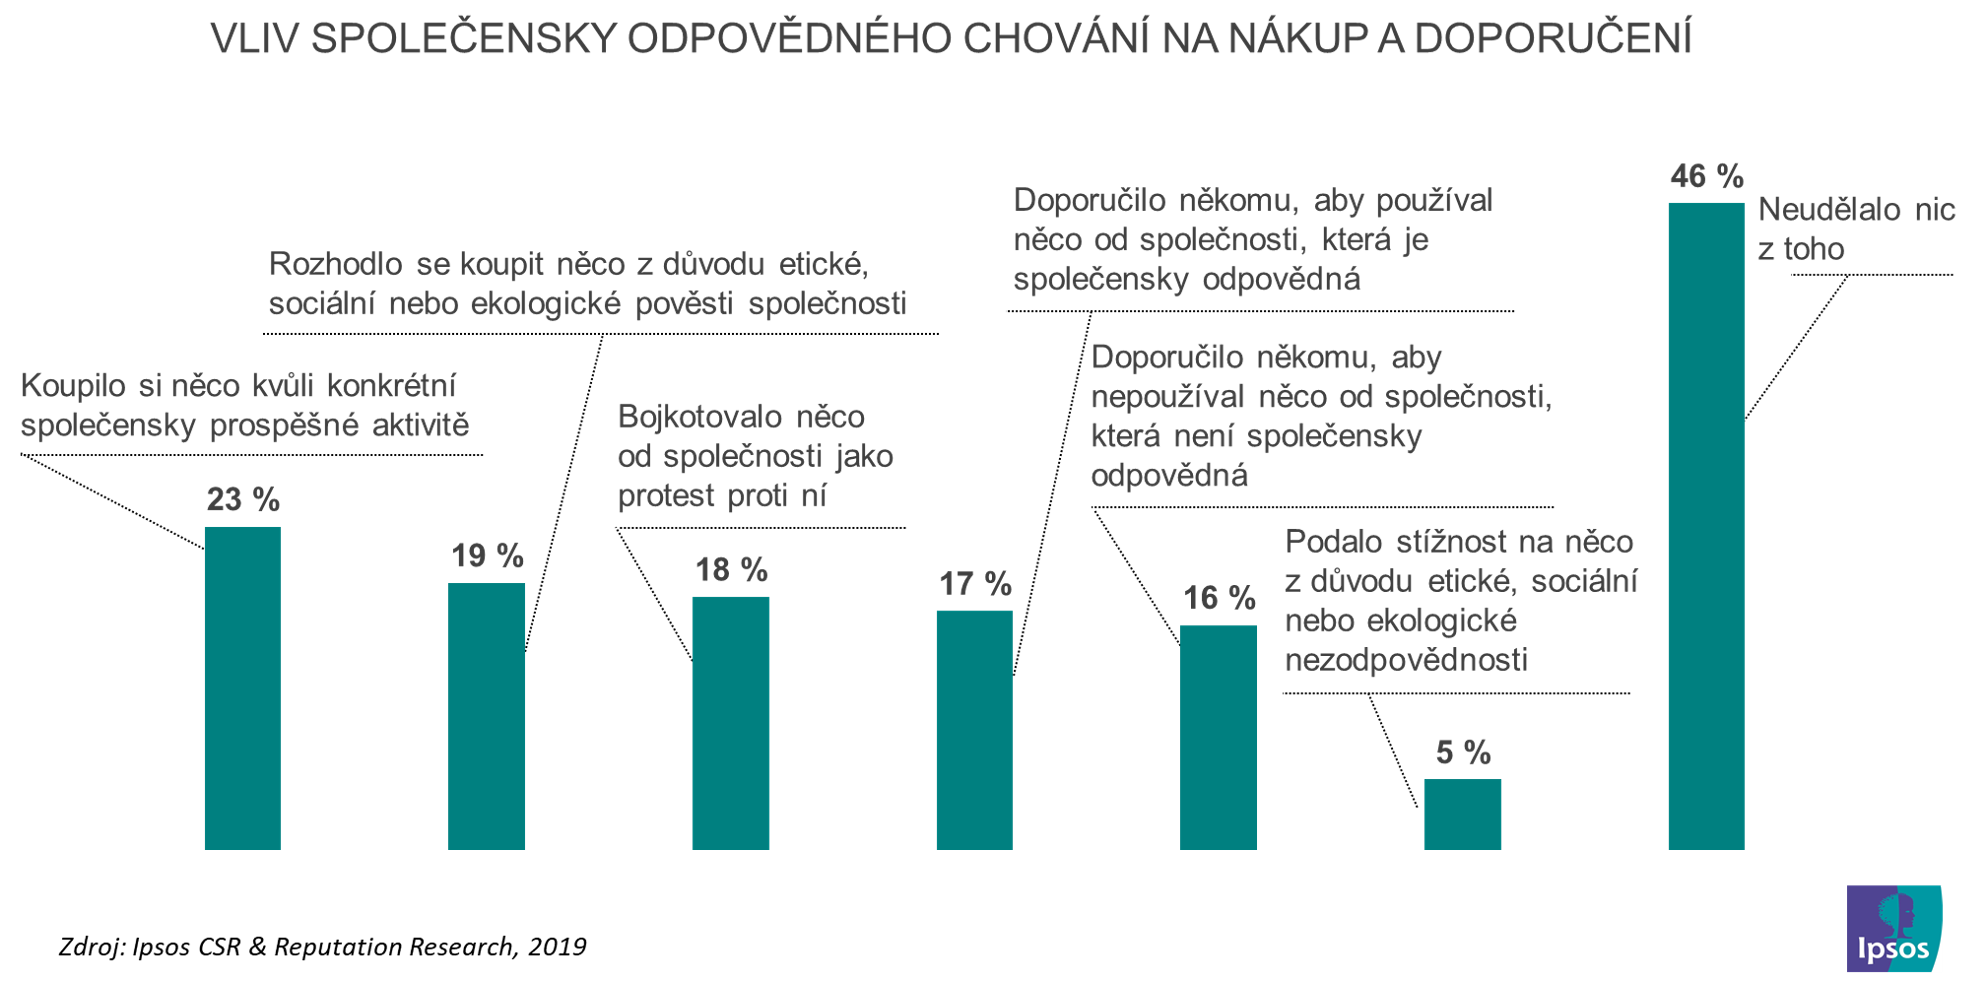 VLIV SPOLEČENSKY ODPOVĚDNÉHO CHOVÁNÍ NA NÁKUP A DOPORUČENÍ
Koupilo si něco kvůli konkrétní
společensky prospěšné aktivitě
23 %
Rozhodlo se koupit něco z důvodu etické,
sociální nebo ekologické pověsti společnosti
19 %
Bojkotovalo něco
od společnosti jako
protest proti ní
18 %
Doporučilo někomu, aby používal
něco od společnosti, která je
společensky odpovědná
17 %
Doporučilo někomu, aby
nepoužíval něco od společnosti,
která není společensky
odpovědná
16 %
Podalo stížnost na něco
z důvodu etické, sociální
nebo ekologické
nezodpovědnosti
5 %
46 %
Neudělalo nic
z toho
Zdroj: Ipsos CSR & Reputation Research, 2019
Ipsos